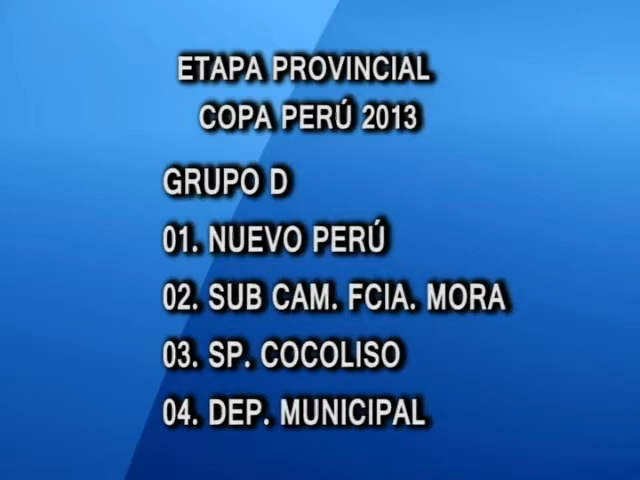 ETAPA PROVINCIAL
COPA PERÚ 2013
GRUPO D
01. NUEVO PERÚ
02. SUB CAM. FCIA. MORA
03. SP. COCOLISO
04. DEP. MUNICIPAL